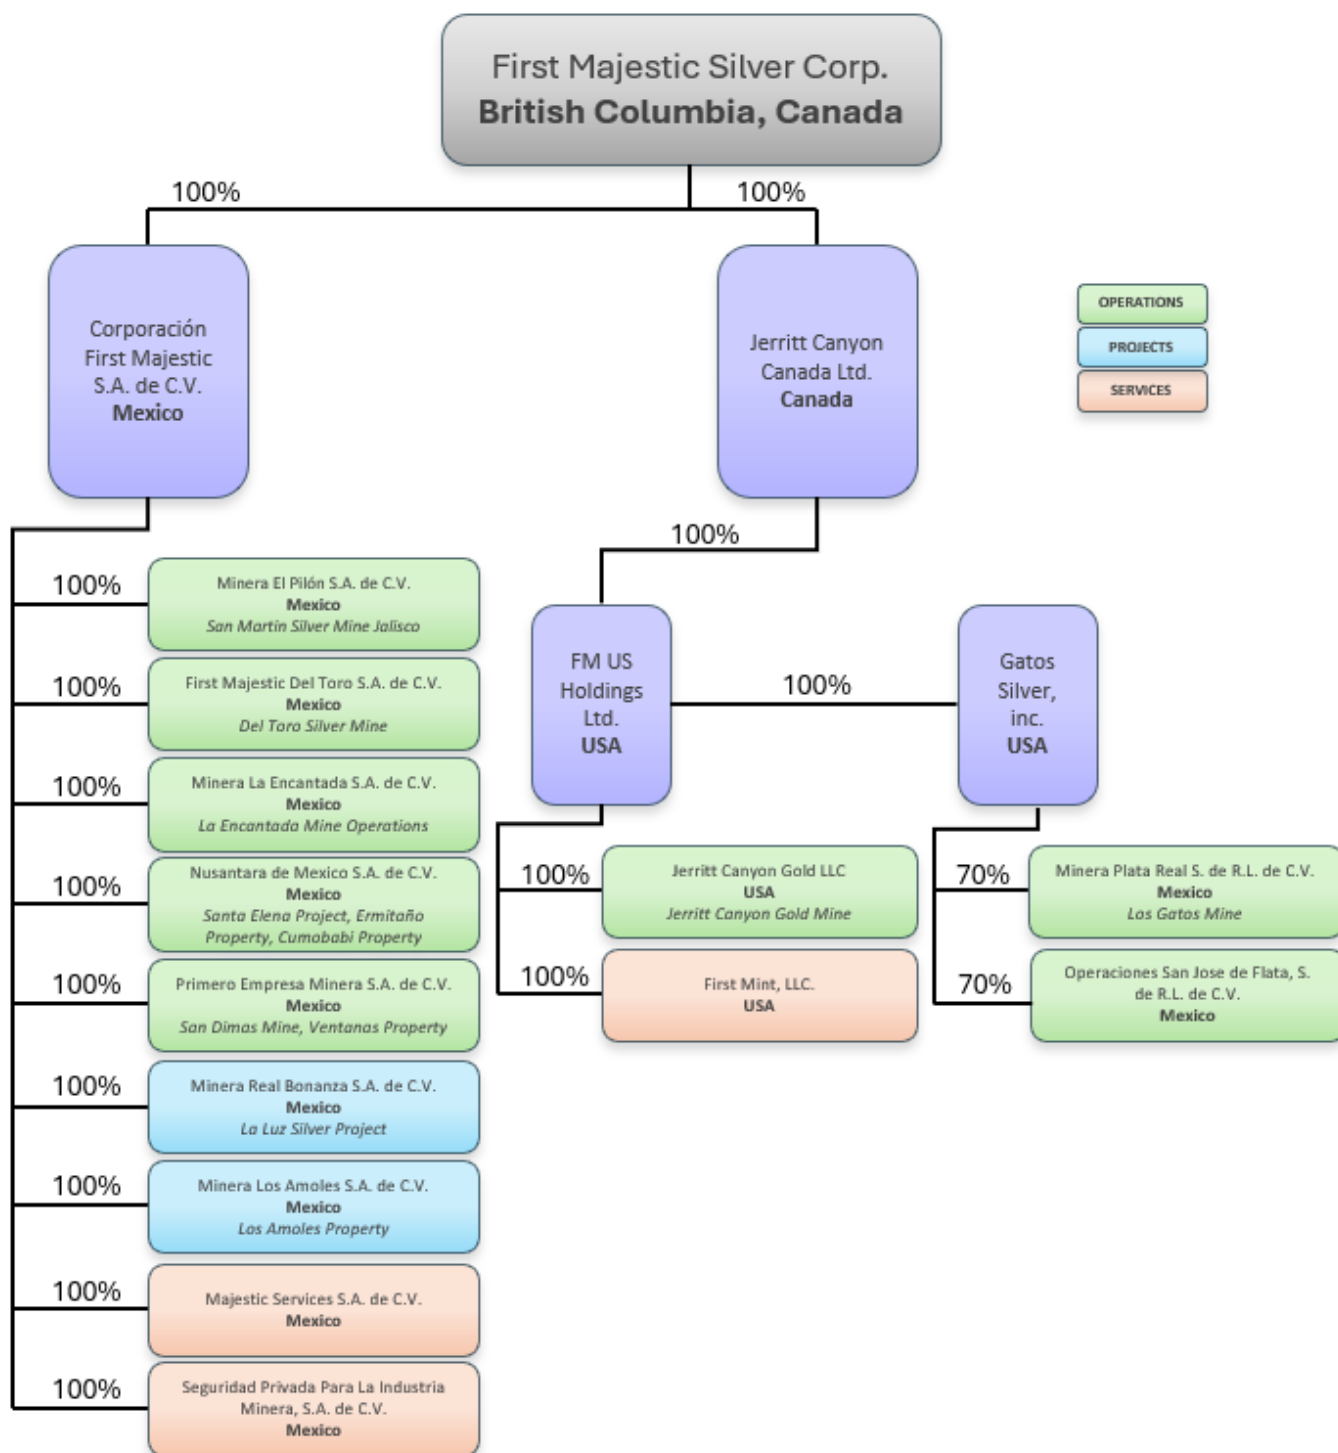 First Majestic Silver Corp.
British Columbia, Canada
100%
100%
Corporación
First Majestic
S.A. de C.V.
Mexico
Jerritt Canyon
Canada Ltd.
Canada
OPERATIONS
PROJECTS
SERVICES
100%
100%
Minera El Pilón S.A. de C.V.
Mexico
San Martin Silver Mine Jalisco
100%
First Majestic Del Toro S.A. de C.V.
Mexico
Del Toro Silver Mine
100%
Minera La Encantada S.A. de C.V.
Mexico
La Encantada Mine Operations
100%
Nusantara de Mexico S.A. de C.V.
Mexico
Santa Elena Project, Ermitaño
Property, Cumobabi Property
100%
Primero Empresa Minera S.A. de C.V.
Mexico
San Dimas Mine, Ventanas Property
100%
Minera Real Bonanza S.A. de C.V.
Mexico
La Luz Silver Project
100%
Minera Los Amoles S.A. de C.V.
Mexico
Los Amoles Property
100%
Majestic Services S.A. de C.V.
Mexico
100%
Seguridad Privada Para La Industria
Minera, S.A. de C.V.
Mexico
FM US
Holdings
Ltd.
USA
100%
Gatos
Silver,
inc.
USA
100%
Jerritt Canyon Gold LLC
USA
Jerritt Canyon Gold Mine
100%
First Mint, LLC.
USA
70%
Minera Plata Real S. de R.L. de C.V.
Mexico
Los Gatos Mine
70%
Operaciones San Jose de Flata, S.
de R.L. de C.V.
Mexico